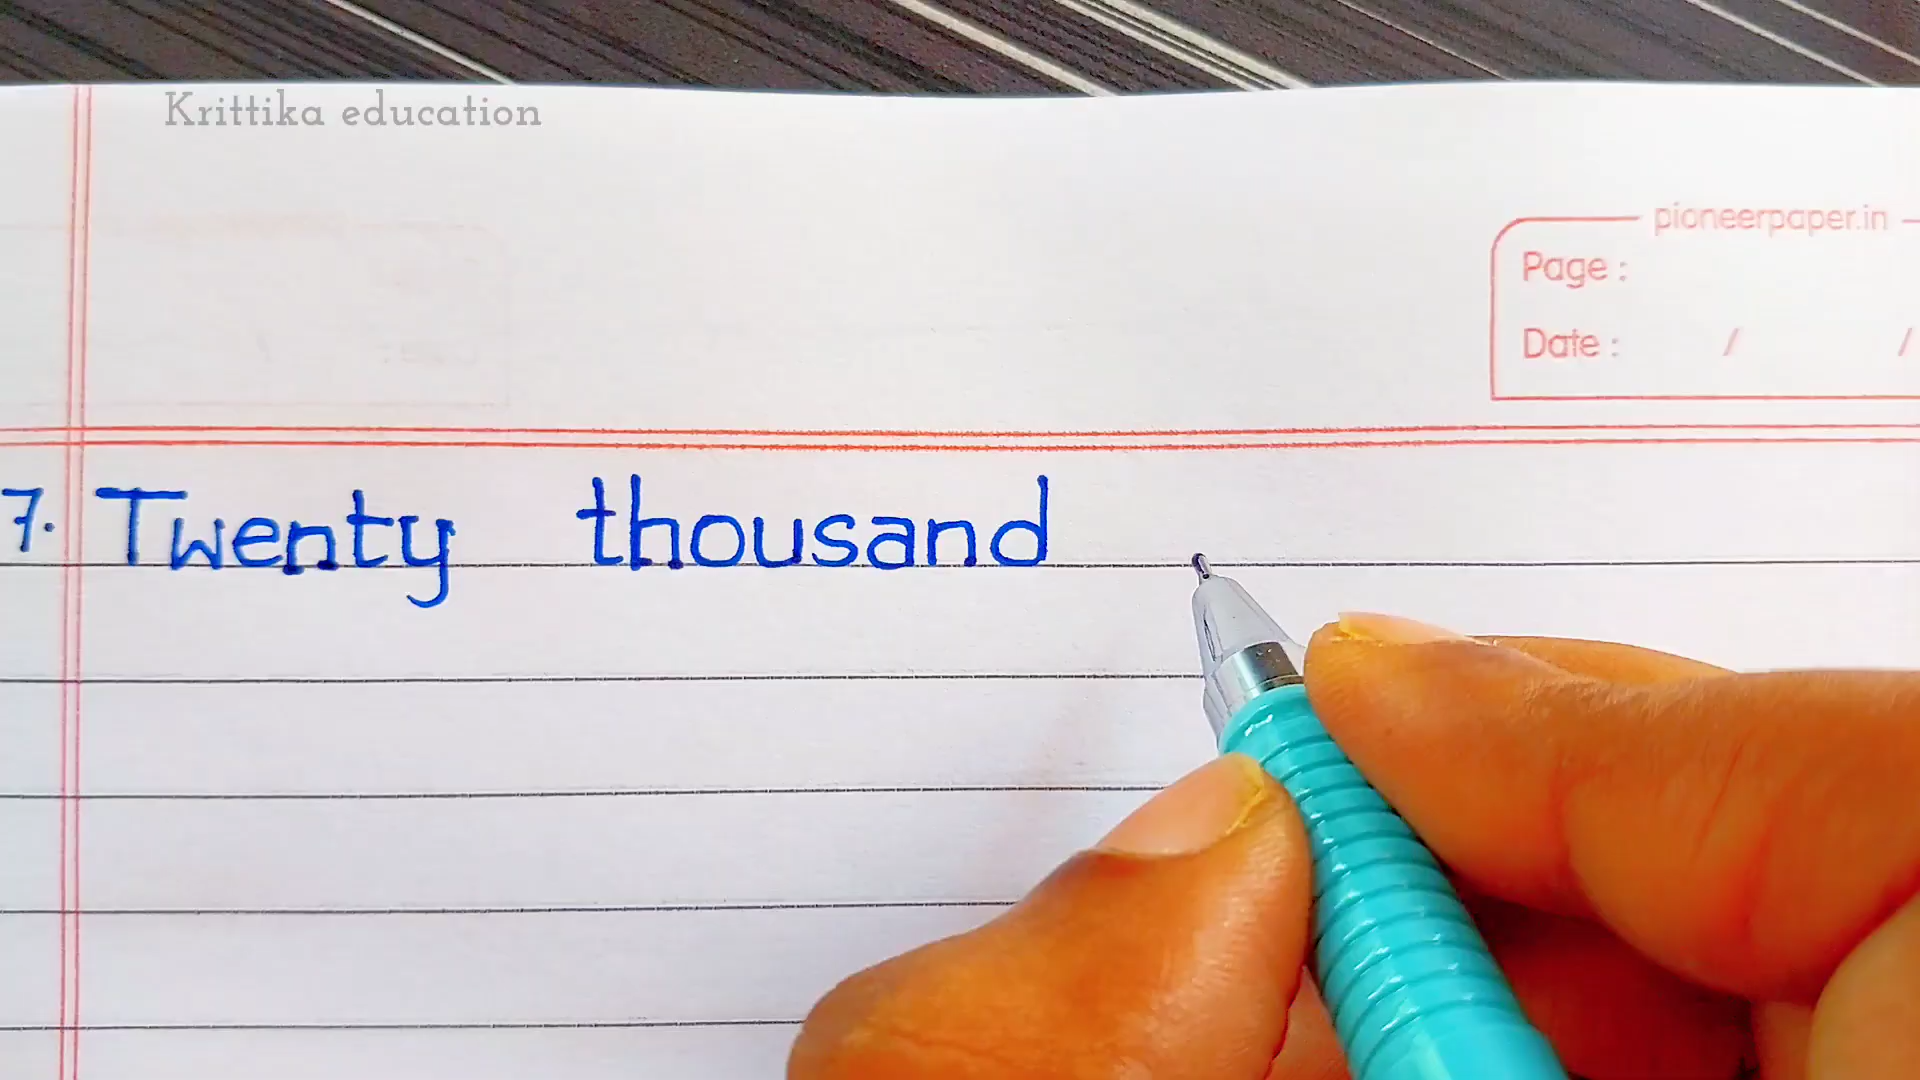 Krittika education
pioneerpaper.in
Page :
Date : / /
7. Twenty thousand